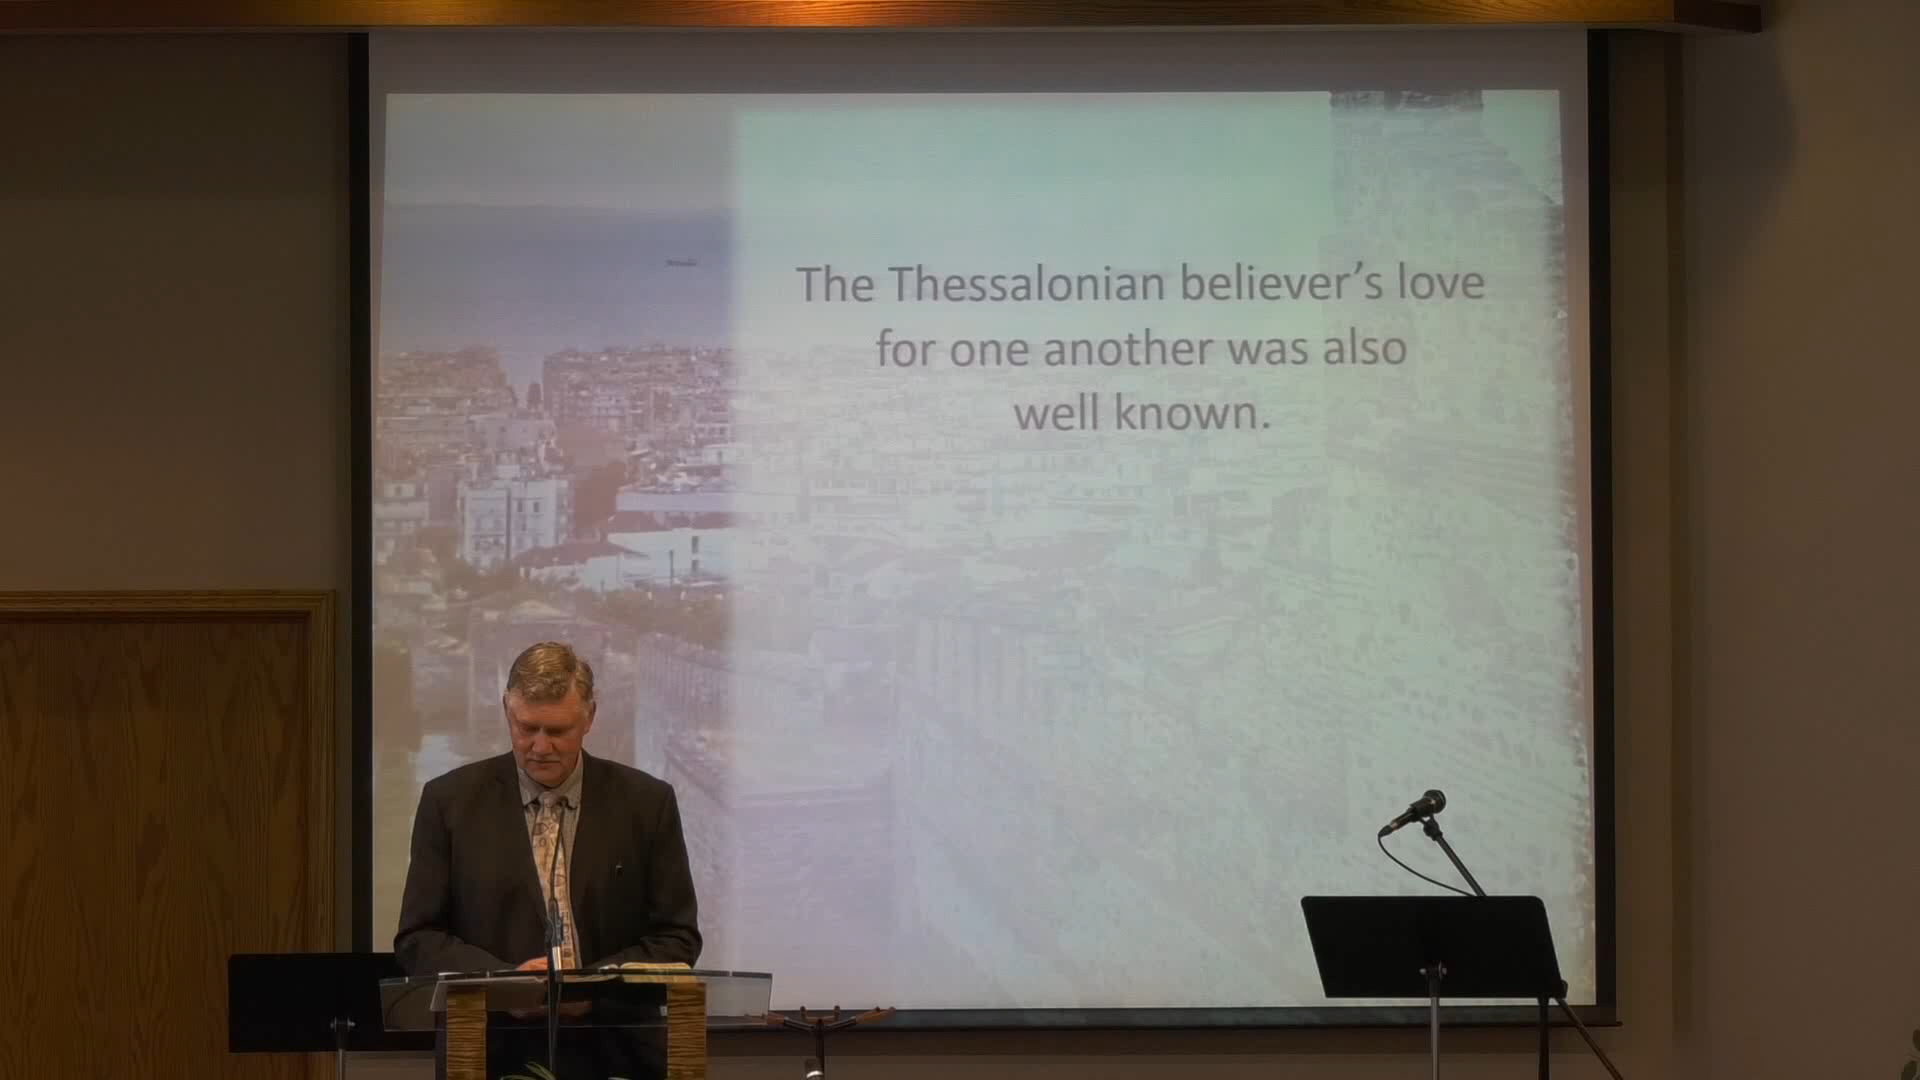 The Thessalonian believer’s love
for one another was also
well known.